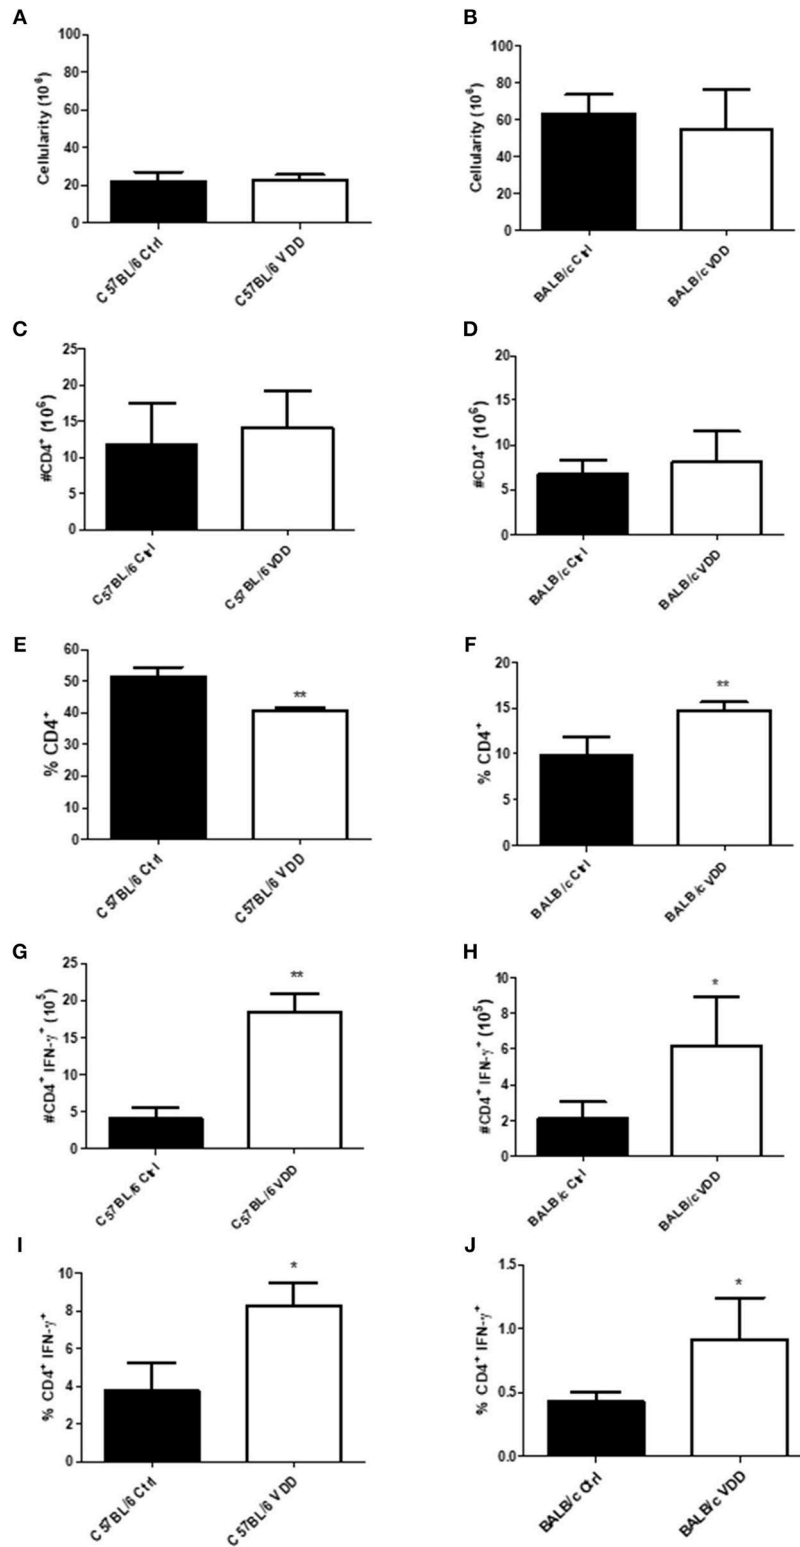 A
Cellularity (10⁶)
100
80
60
40
20
0
C57BL/6 Ctrl
C57BL/6 VDD
B
Cellularity (10⁶)
100
80
60
40
20
0
BALB/c Ctrl
BALB/c VDD
C
#CD4⁺ (10⁶)
25
20
15
10
5
0
C57BL/6 Ctrl
C57BL/6 VDD
D
#CD4⁺ (10⁶)
20
15
10
5
0
BALB/c Ctrl
BALB/c VDD
E
% CD4⁺
60
50
40
30
20
10
0
**
C57BL/6 Ctrl
C57BL/6 VDD
F
% CD4⁺
20
15
10
5
0
**
BALB/c Ctrl
BALB/c VDD
G
#CD4⁺ IFN-γ⁺ (10⁵)
25
20
15
10
5
0
**
C57BL/6 Ctrl
C57BL/6 VDD
H
#CD4⁺ IFN-γ⁺ (10⁵)
10
8
6
4
2
0
*
BALB/c Ctrl
BALB/c VDD
I
% CD4⁺ IFN-γ⁺
10
8
6
4
2
0
*
C57BL/6 Ctrl
C57BL/6 VDD
J
% CD4⁺ IFN-γ⁺
1.5
1.0
0.5
0.0
*
BALB/c Ctrl
BALB/c VDD